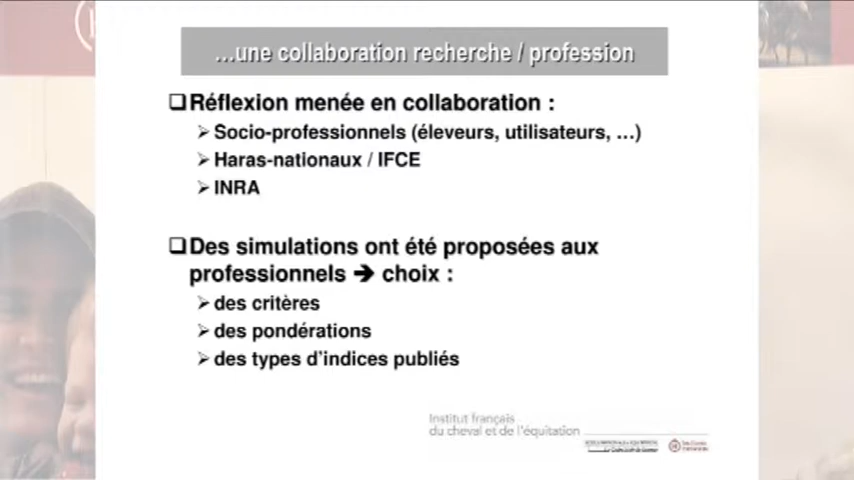 ...une collaboration recherche / profession
Réflexion menée en collaboration :
Socio-professionnels (éleveurs, utilisateurs, ...)
Haras-nationaux / IFCE
INRA
Des simulations ont été proposées aux
professionnels ➔ choix :
des critères
des pondérations
des types d'indices publiés
Institut français
du cheval et de l'équitation